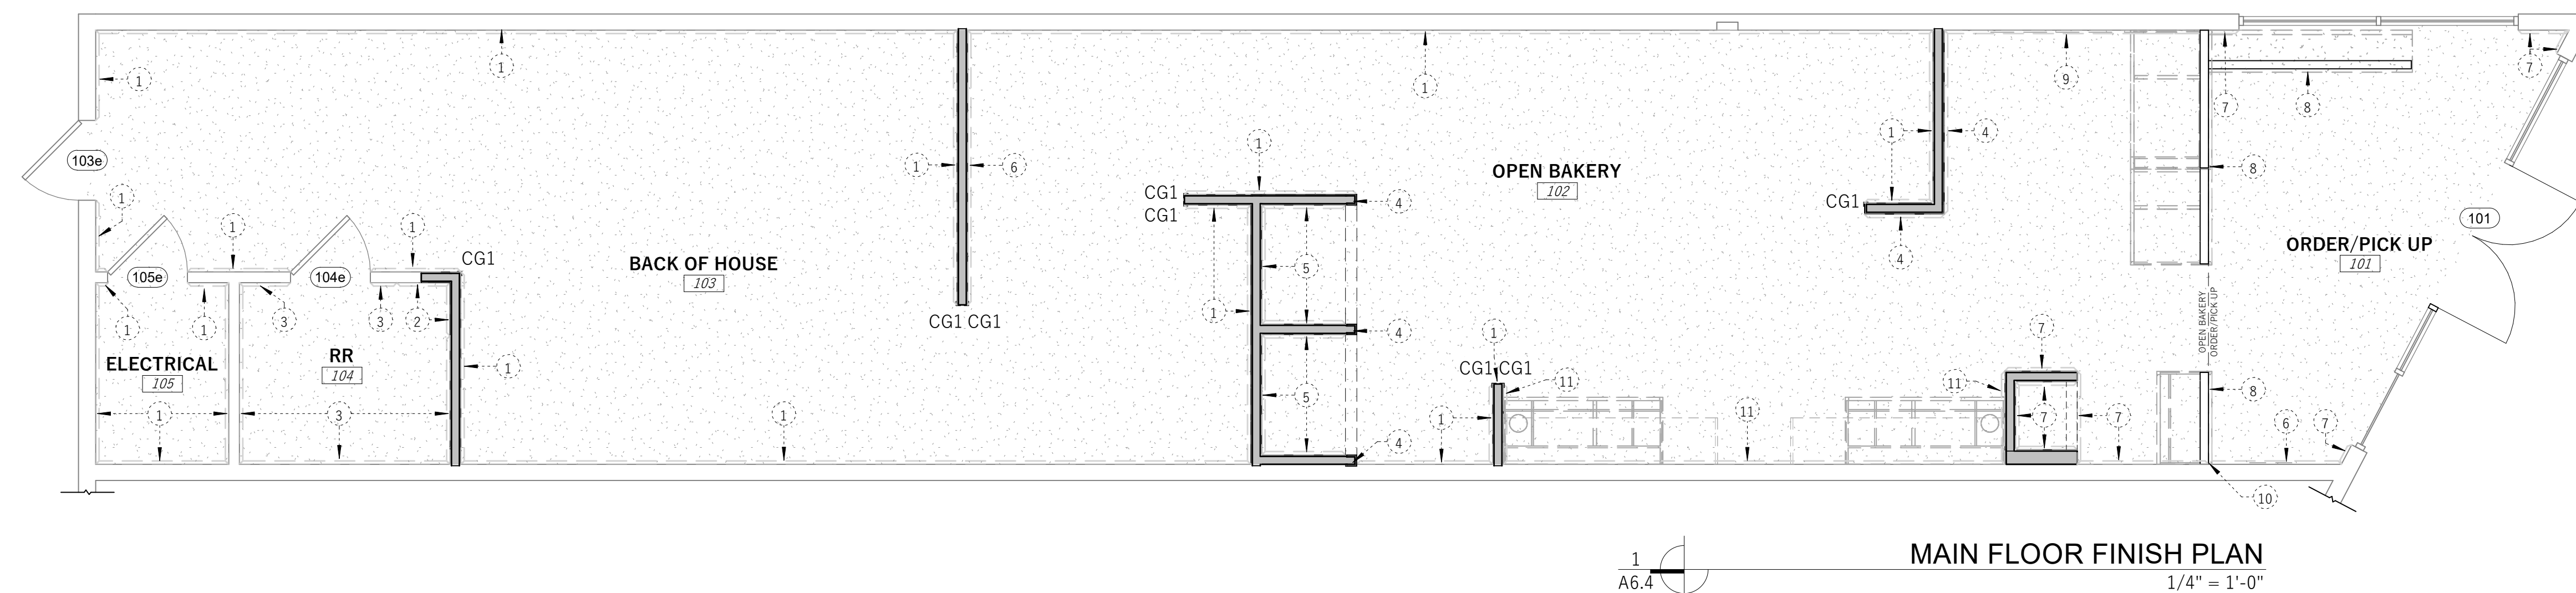 1
1
1
9
7
8
7
103e
1
1
6
1
1
4
8
1
CG1
CG1
4
OPEN BAKERY
102
CG1
4
101
1
1
CG1
BACK OF HOUSE
103
5
ORDER/PICK UP
101
105e
104e
1
1
3
3
2
CG1 CG1
1
4
1
7
OPEN BAKERY
ORDER/PICK UP
ELECTRICAL
105
RR
104
1
CG1 CG1
11
11
8
1
3
1
5
1
11
7
7
6
7
4
10
1
A6.4
MAIN FLOOR FINISH PLAN
1/4" = 1'-0"